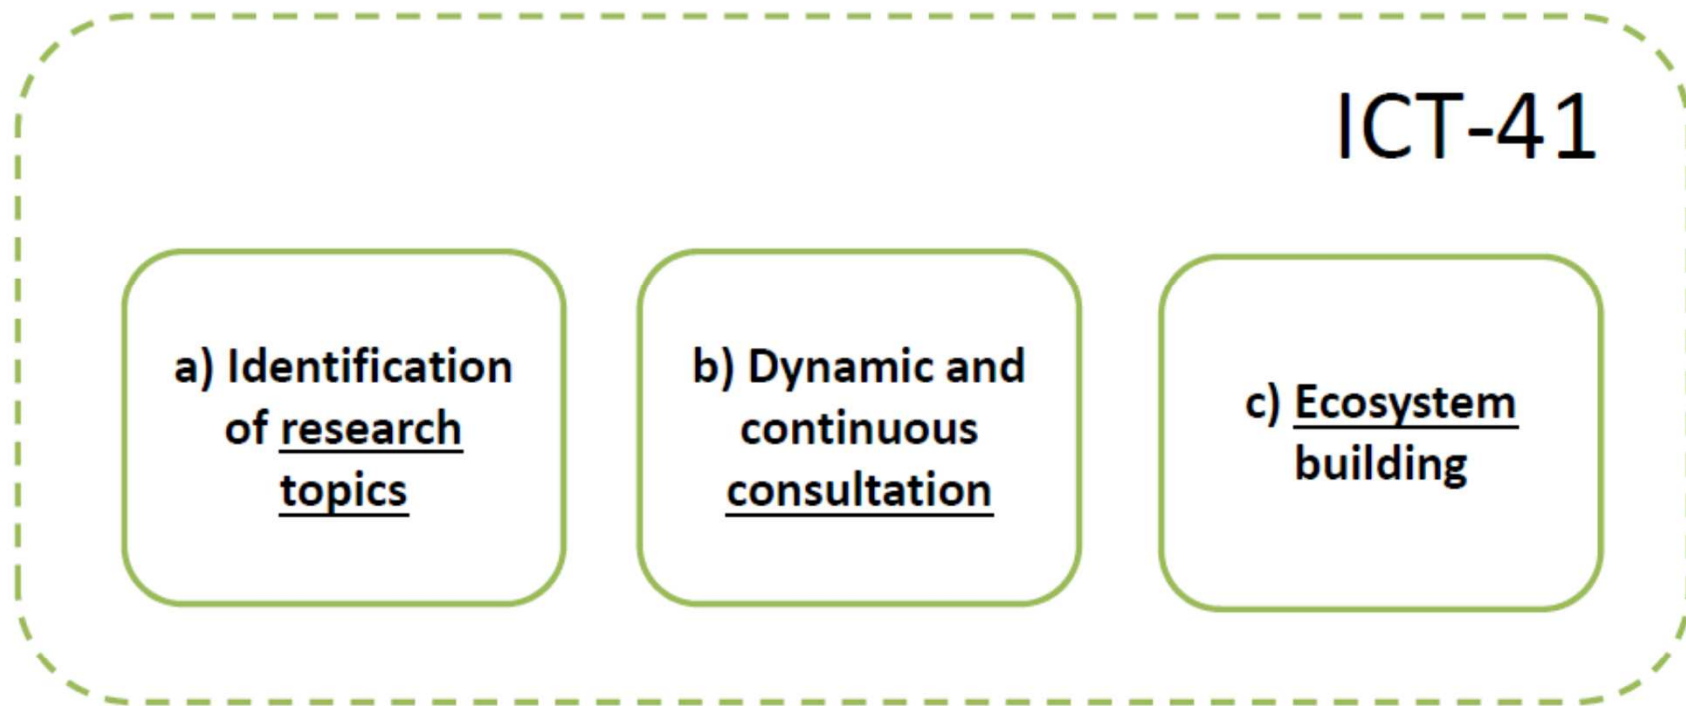 ICT-41
a) Identification
of research
topics
b) Dynamic and
continuous
consultation
c) Ecosystem
building